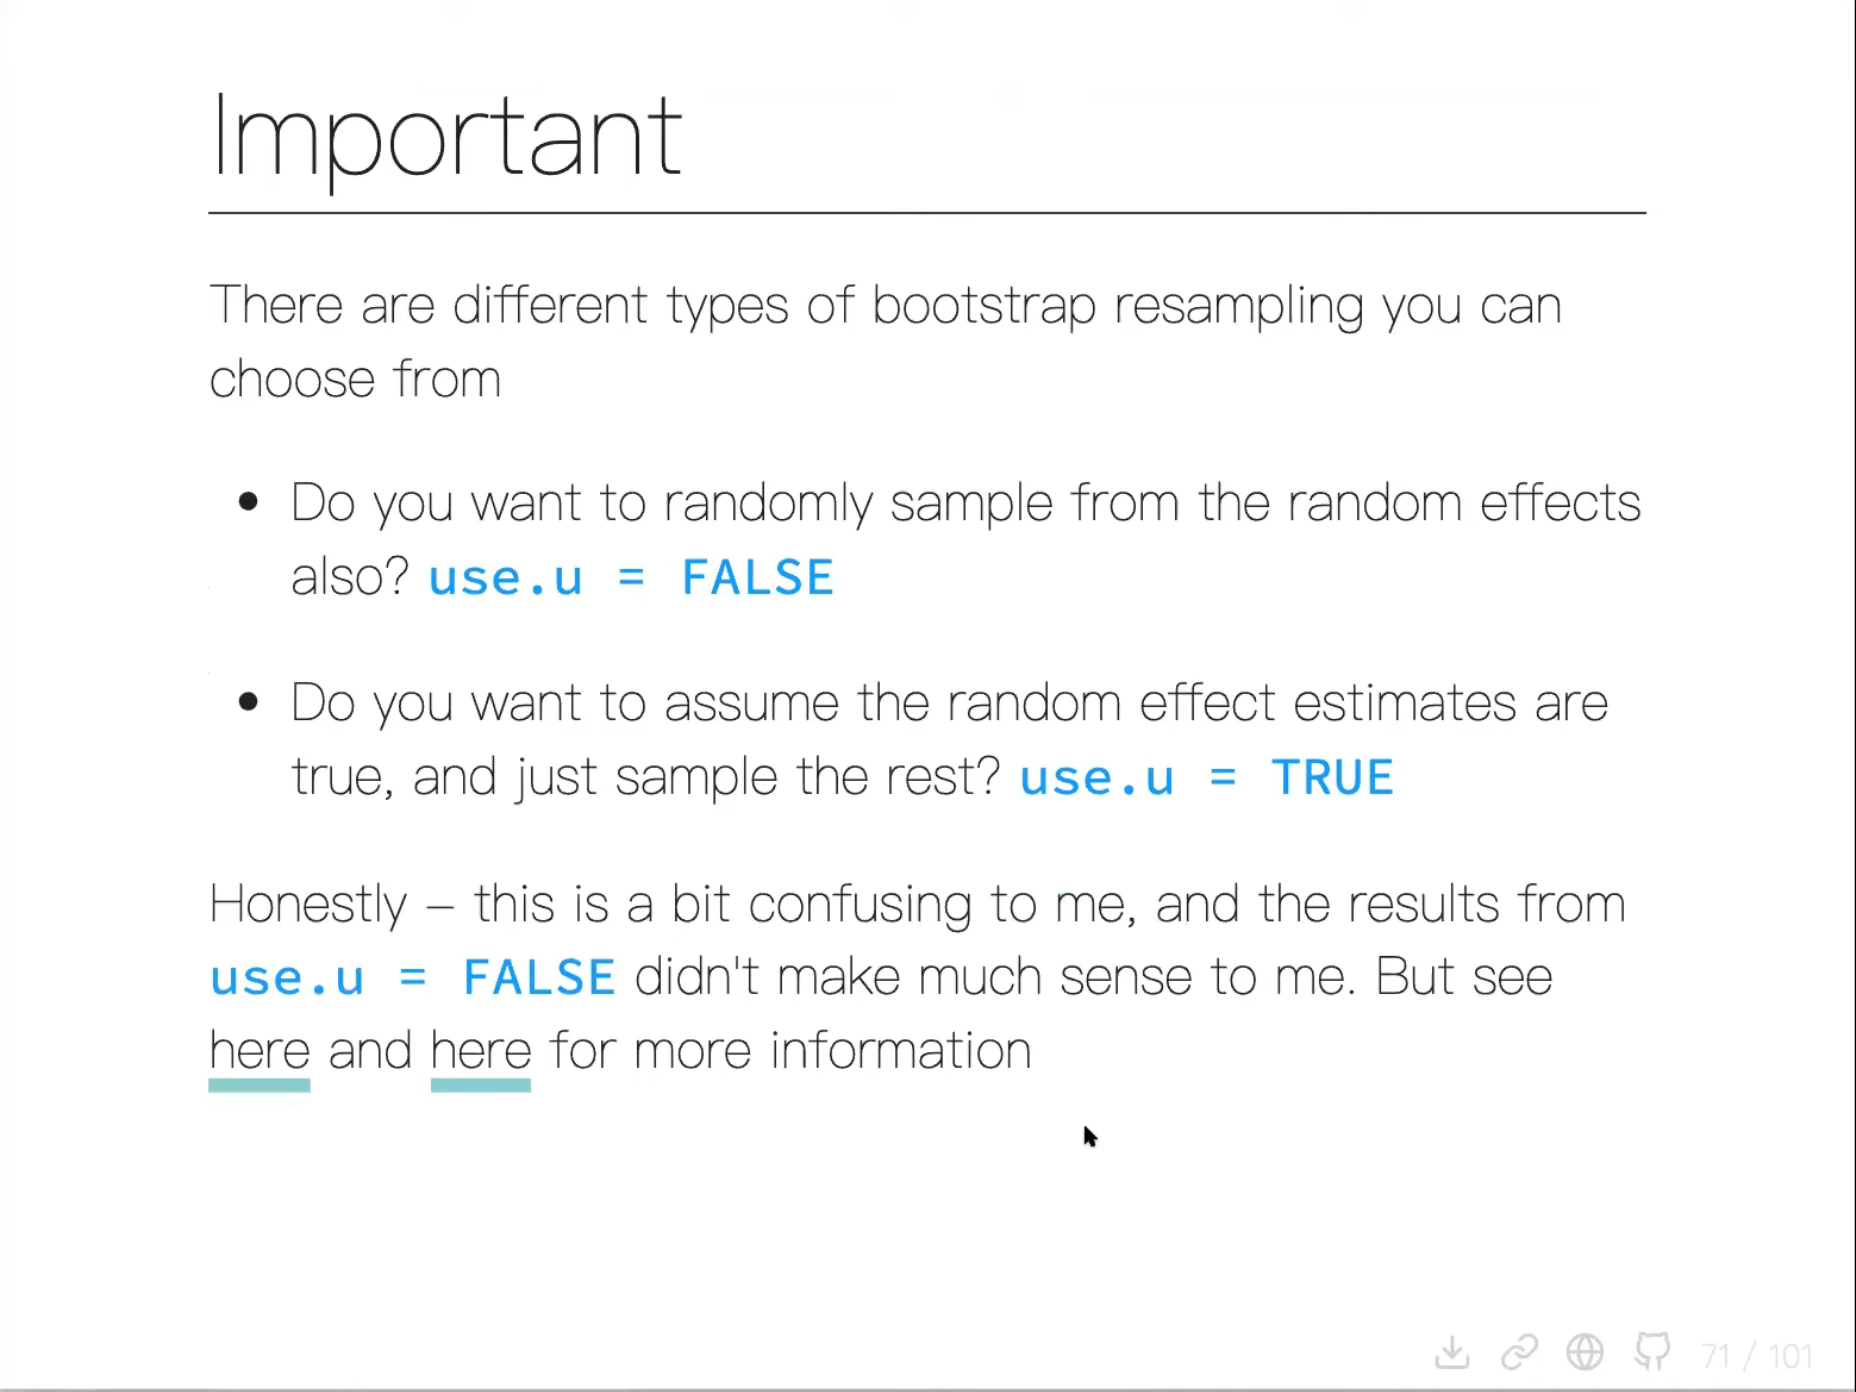 Important
There are different types of bootstrap resampling you can
choose from
• Do you want to randomly sample from the random effects
also? use.u = FALSE
• Do you want to assume the random effect estimates are
true, and just sample the rest? use.u = TRUE
Honestly – this is a bit confusing to me, and the results from
use.u = FALSE didn't make much sense to me. But see
here and here for more information
71 / 101